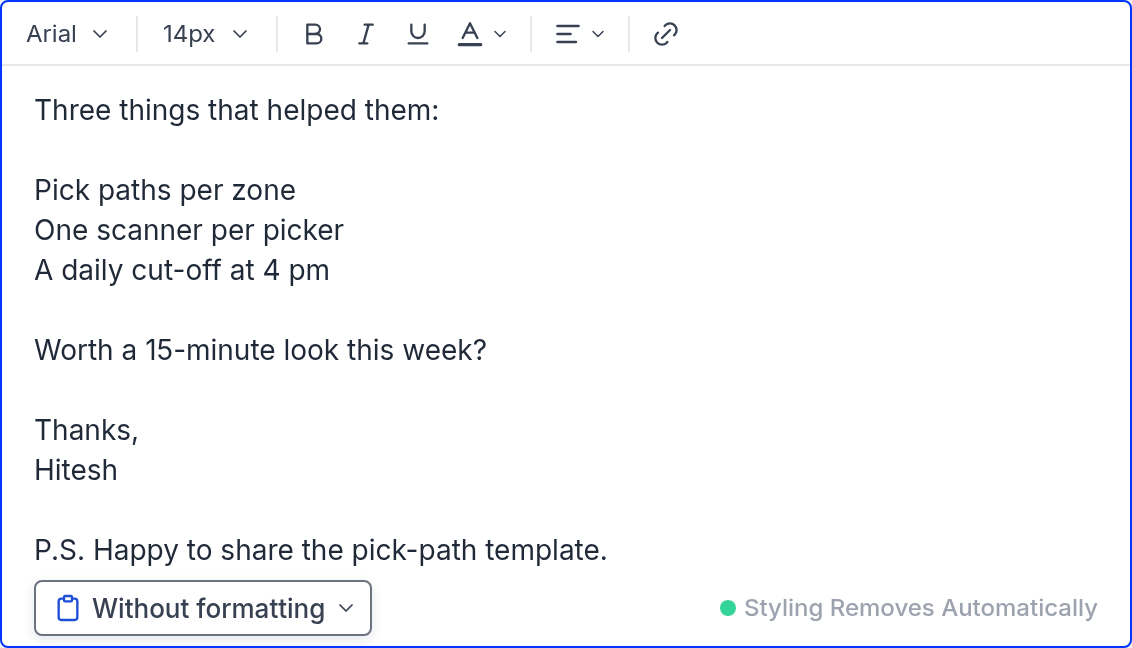 Arial 14px B I U A
Three things that helped them:
Pick paths per zone
One scanner per picker
A daily cut-off at 4 pm
Worth a 15-minute look this week?
Thanks,
Hitesh
P.S. Happy to share the pick-path template.
Without formatting Styling Removes Automatically